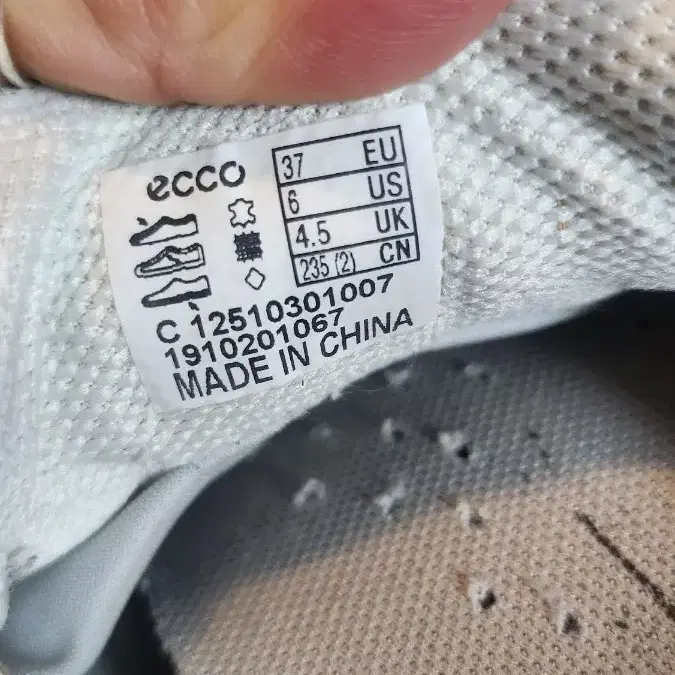 ecco
37 EU
6 US
4.5 UK
235 (2) CN
C 12510301007
1910201067
MADE IN CHINA